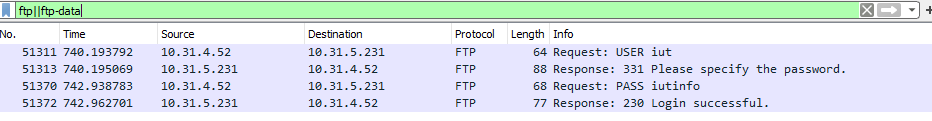 ftp||ftp-data
No. Time Source Destination Protocol Length Info
51311 740.193792 10.31.4.52 10.31.5.231 FTP 64 Request: USER iut
51313 740.195069 10.31.5.231 10.31.4.52 FTP 88 Response: 331 Please specify the password.
51370 742.938783 10.31.4.52 10.31.5.231 FTP 68 Request: PASS iutinfo
51372 742.962701 10.31.5.231 10.31.4.52 FTP 77 Response: 230 Login successful.